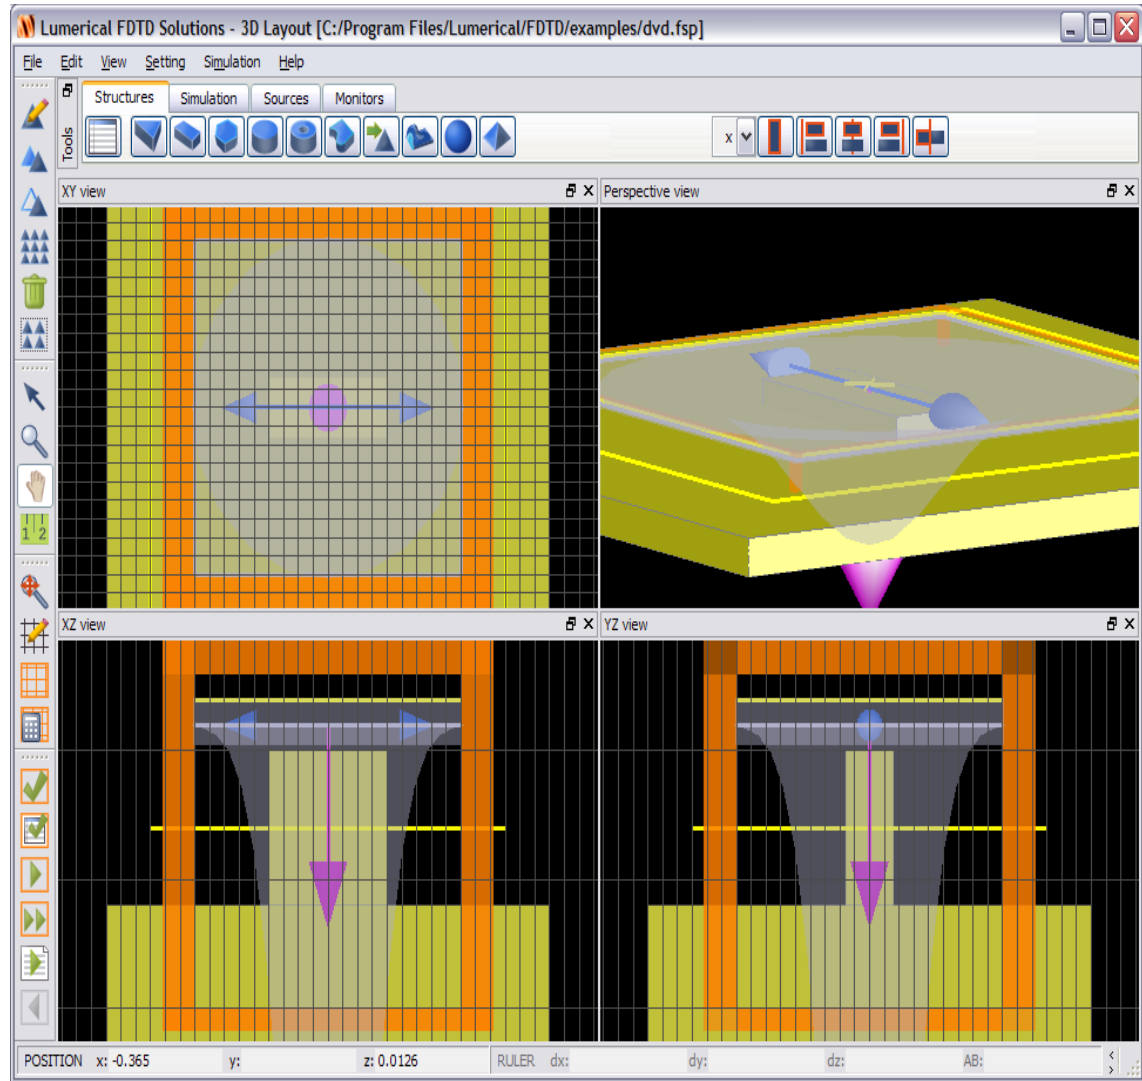 Lumerical FDTD Solutions - 3D Layout [C:/Program Files/Lumerical/FDTD/examples/dvd.fsp]
File Edit View Setting Simulation Help
Tools
Structures Simulation Sources Monitors
x
XY view
Perspective view
1 2
XZ view
YZ view
POSITION x: -0.365 y: z: 0.0126 RULER dx: dy: dz: AB: